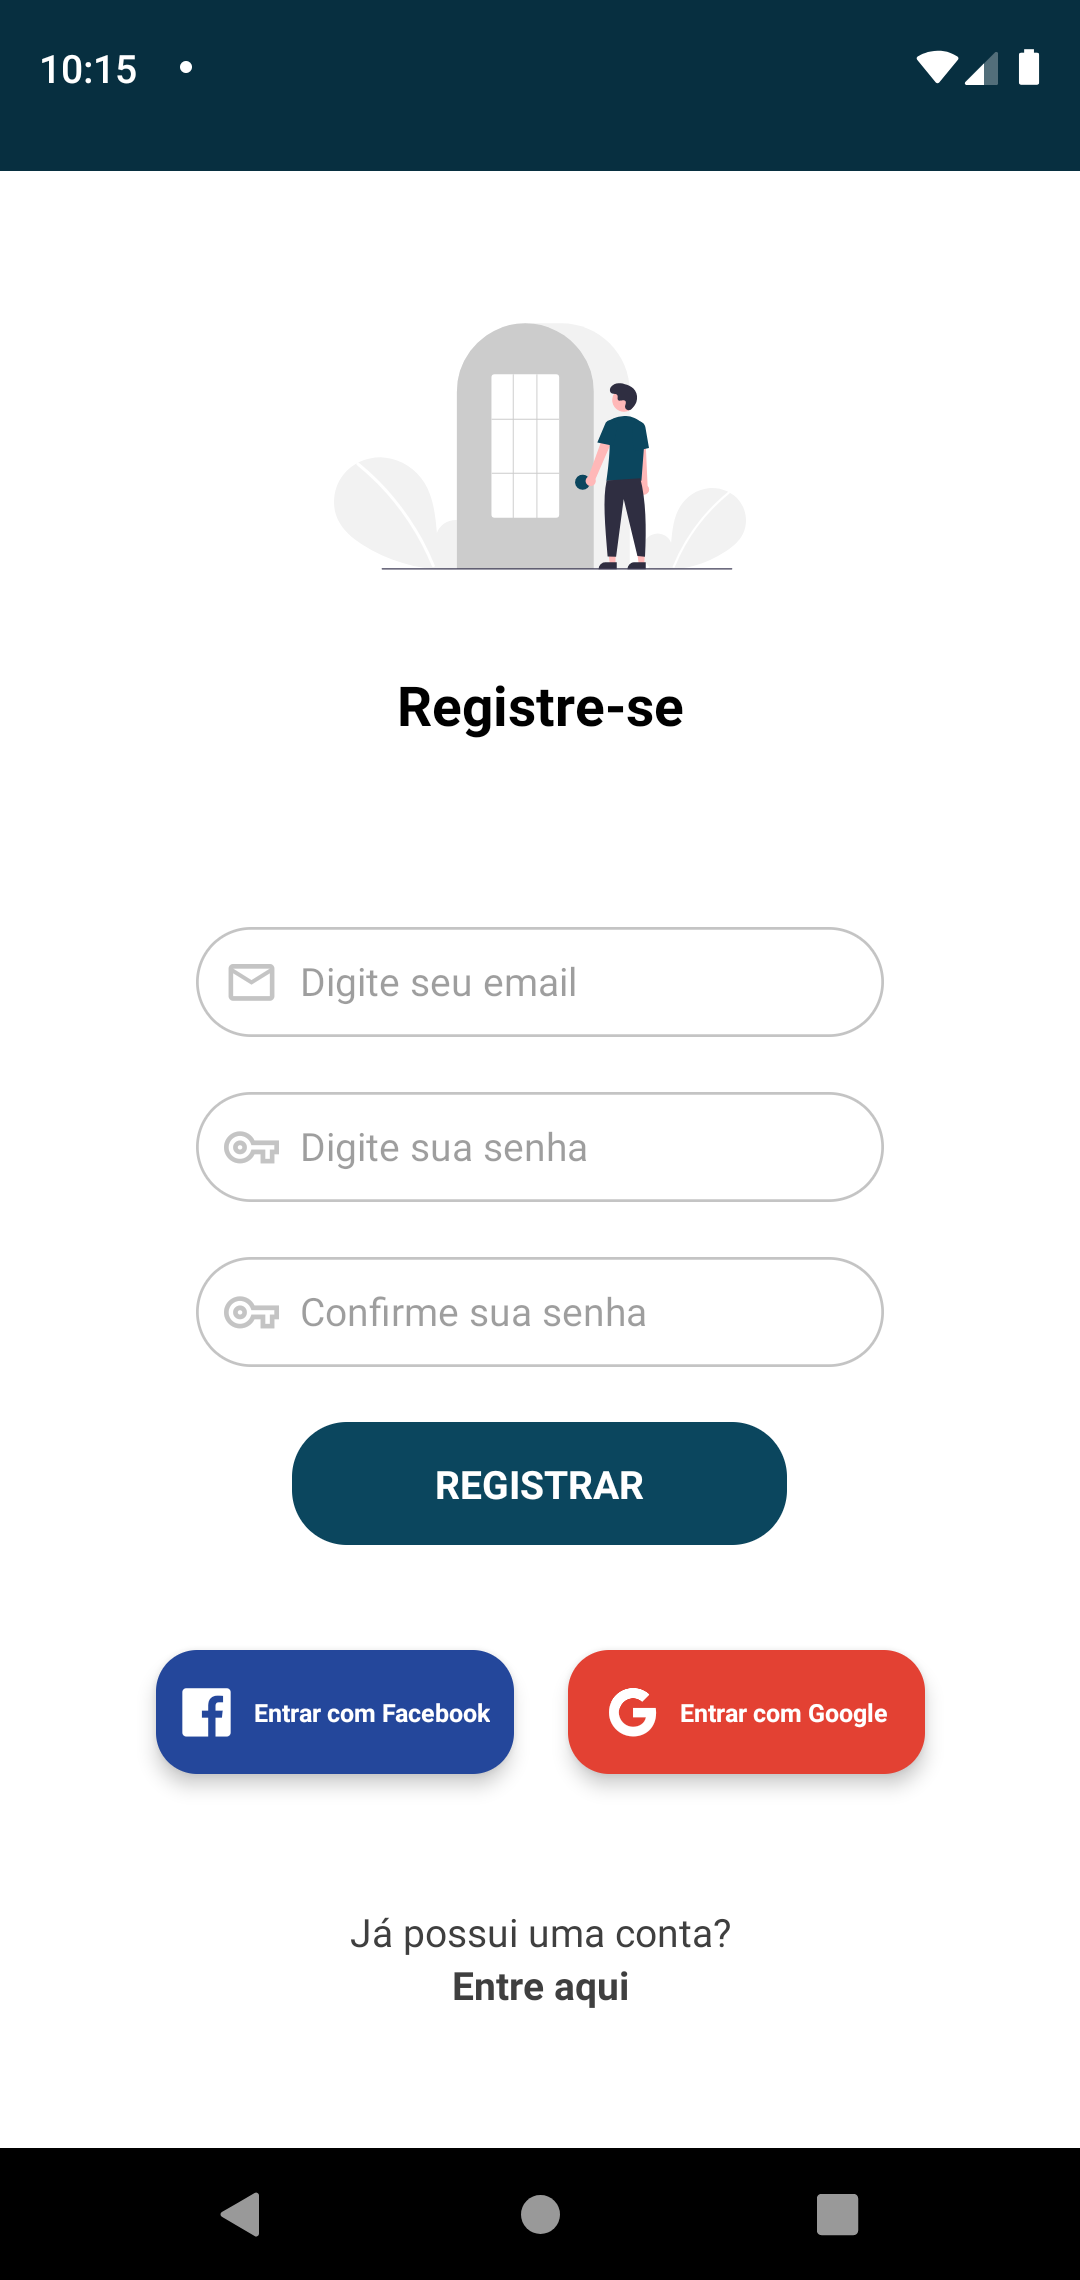 10:15
Registre-se
Digite seu email
Digite sua senha
Confirme sua senha
REGISTRAR
Entrar com Facebook
Entrar com Google
Já possui uma conta?
Entre aqui